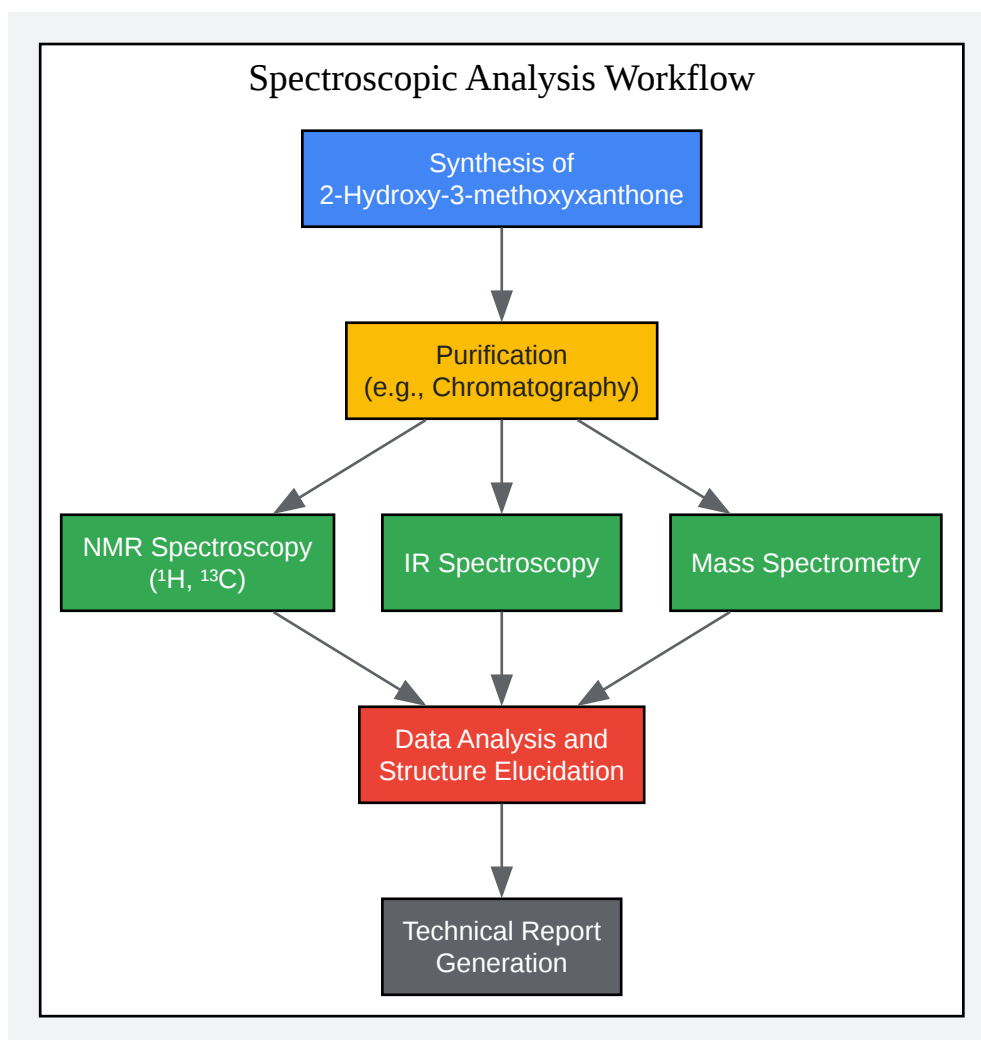 Spectroscopic Analysis Workflow
Synthesis of
2-Hydroxy-3-methoxyxanthone
Purification
(e.g., Chromatography)
NMR Spectroscopy
(¹H, ¹³C)
IR Spectroscopy
Mass Spectrometry
Data Analysis and
Structure Elucidation
Technical Report
Generation